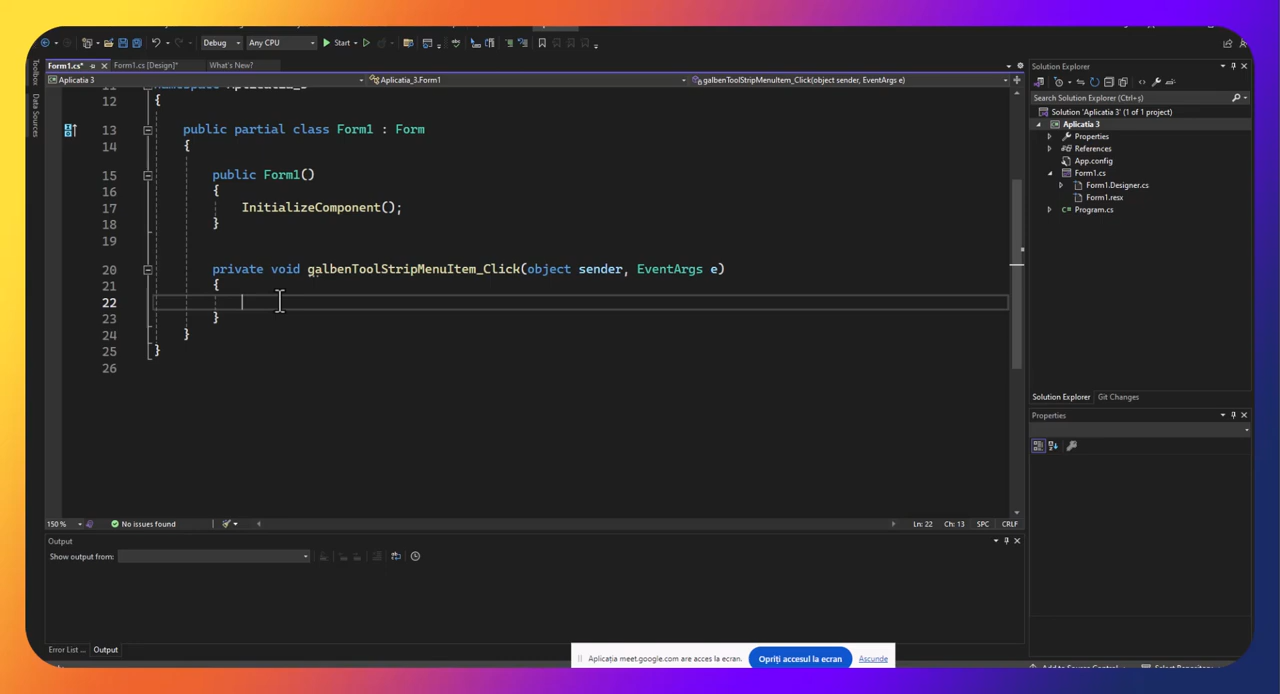 Debug
Any CPU
Start
Form1.cs*
Form1.cs [Design]*
What's New?
Aplicatia 3
Aplicatia_3.Form1
galbenToolStripMenuItem_Click(object sender, EventArgs e)
Toolbox
Data Sources
12 {
13 public partial class Form1 : Form
14 {
15 public Form1()
16 {
17 InitializeComponent();
18 }
19
20 private void galbenToolStripMenuItem_Click(object sender, EventArgs e)
21 {
22
23 }
24 }
25 }
26
150 %
No issues found
Ln: 22 Ch: 13 SPC CRLF
Output
Show output from:
Error List ...
Output
Solution Explorer
Search Solution Explorer (Ctrl+ş)
Solution 'Aplicatia 3' (1 of 1 project)
Aplicatia 3
Properties
References
App.config
Form1.cs
Form1.Designer.cs
Form1.resx
Program.cs
Solution Explorer
Git Changes
Properties
Aplicația meet.google.com are acces la ecran.
Opriți accesul la ecran
Ascunde